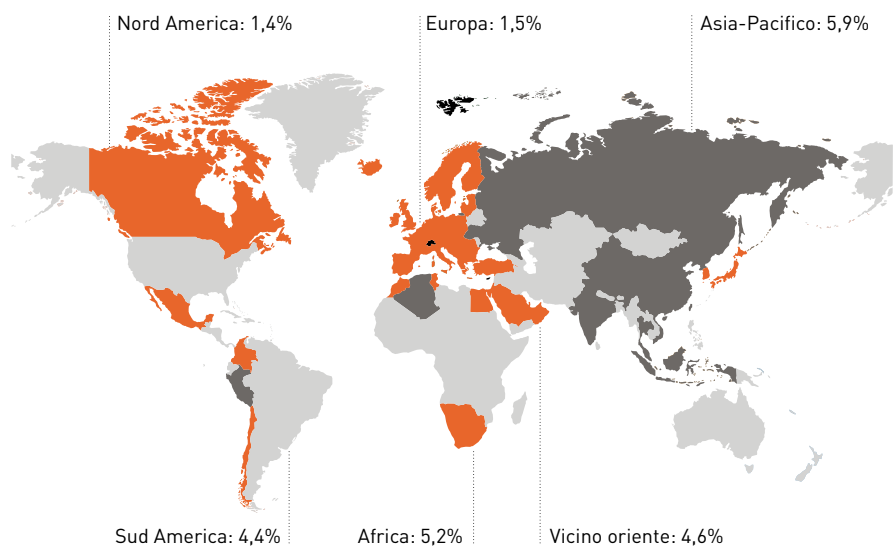 Nord America: 1,4%
Europa: 1,5%
Asia-Pacifico: 5,9%
Sud America: 4,4%
Africa: 5,2%
Vicino oriente: 4,6%